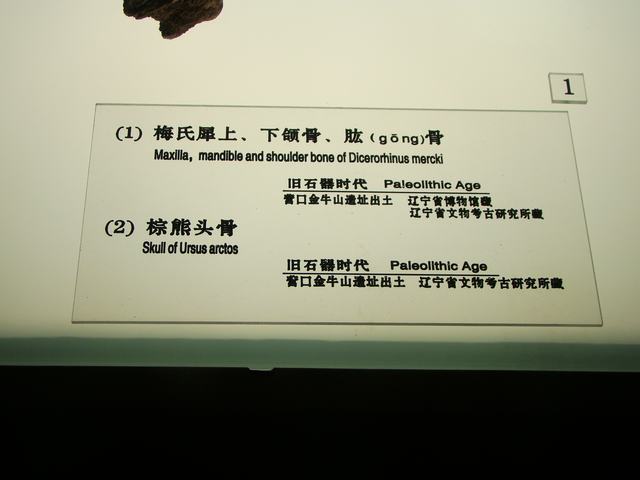 1
(1) 梅氏犀上、下颌骨、肱(gōng)骨
Maxilla, mandible and shoulder bone of Dicerorhinus mercki
旧石器时代 Paleolithic Age
营口金牛山遗址出土 辽宁省博物馆藏
辽宁省文物考古研究所藏
(2) 棕熊头骨
Skull of Ursus arctos
旧石器时代 Paleolithic Age
营口金牛山遗址出土 辽宁省文物考古研究所藏